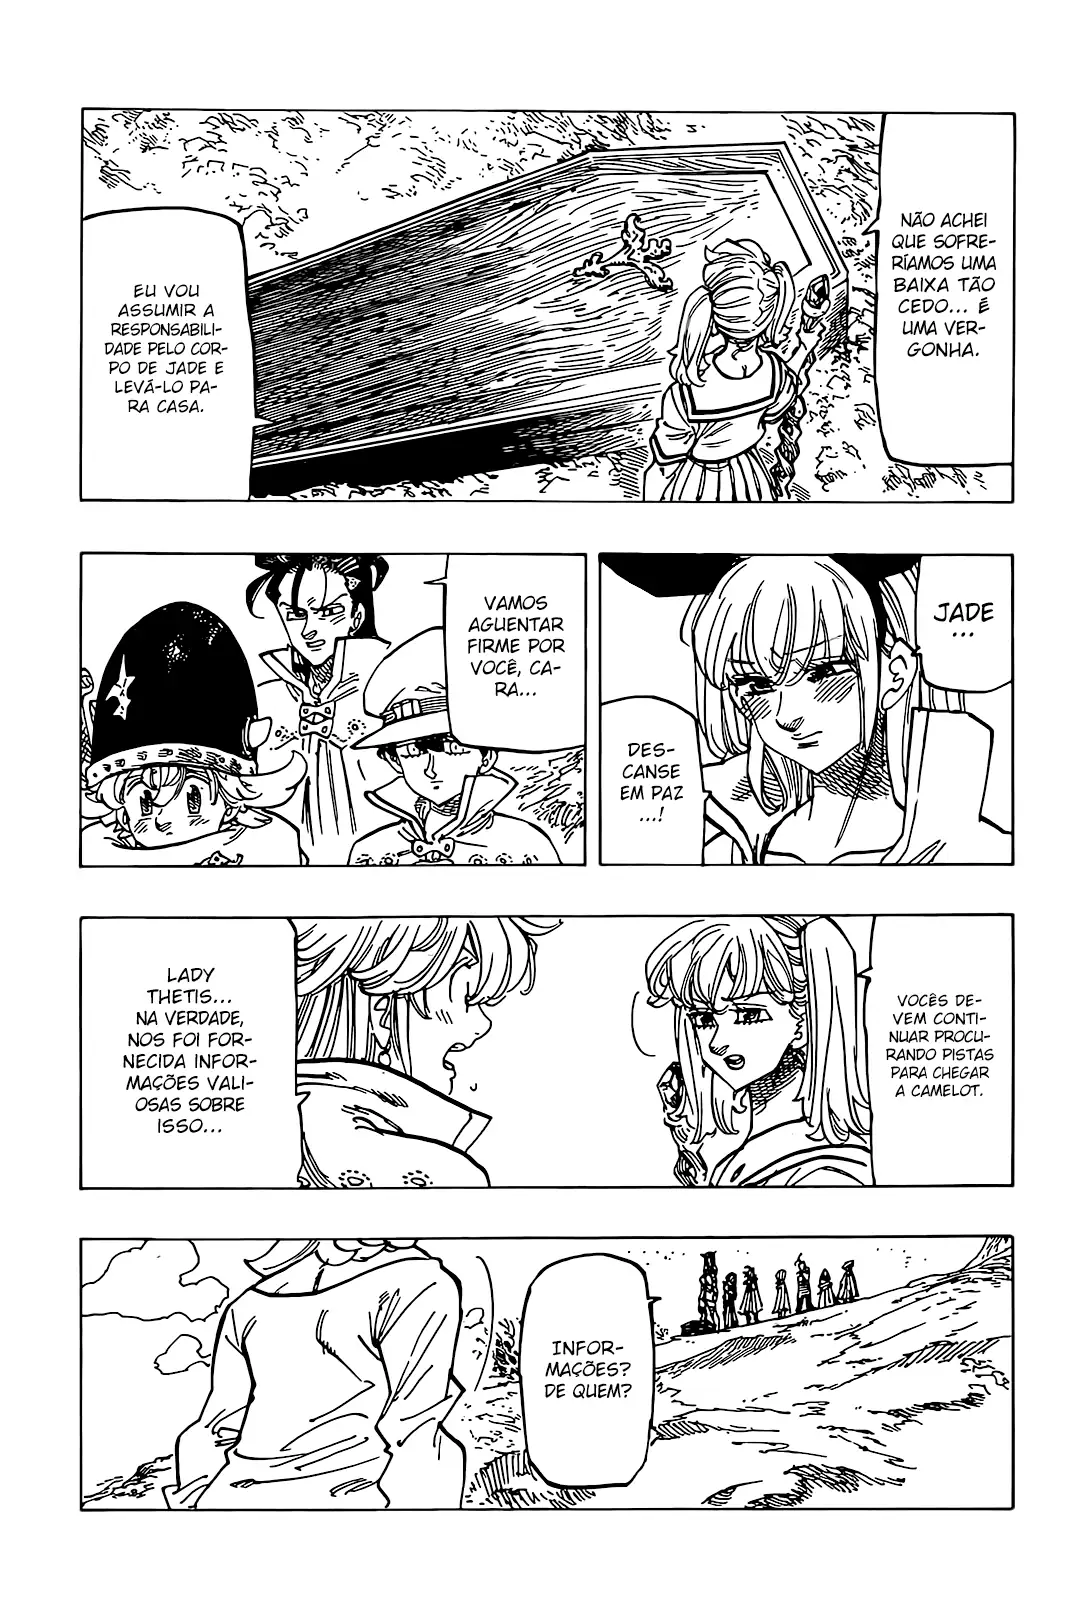 NÃO ACHEI
QUE SOFRE-
RÍAMOS UMA
BAIXA TÃO
CEDO... É
UMA VER-
GONHA.
EU VOU
ASSUMIR A
RESPONSABILI-
DADE PELO COR-
PO DE JADE E
LEVÁ-LO PA-
RA CASA.
JADE
...
DES-
CANSE
EM PAZ
...!
VAMOS
AGUENTAR
FIRME POR
VOCÊ, CA-
RA...
VOCÊS DE-
VEM CONTI-
NUAR PROCU-
RANDO PISTAS
PARA CHEGAR
A CAMELOT.
LADY
THETIS...
NA VERDADE,
NOS FOI FOR-
NECIDA INFOR-
MAÇÕES VALI-
OSAS SOBRE
ISSO...
INFOR-
MAÇÕES?
DE QUEM?